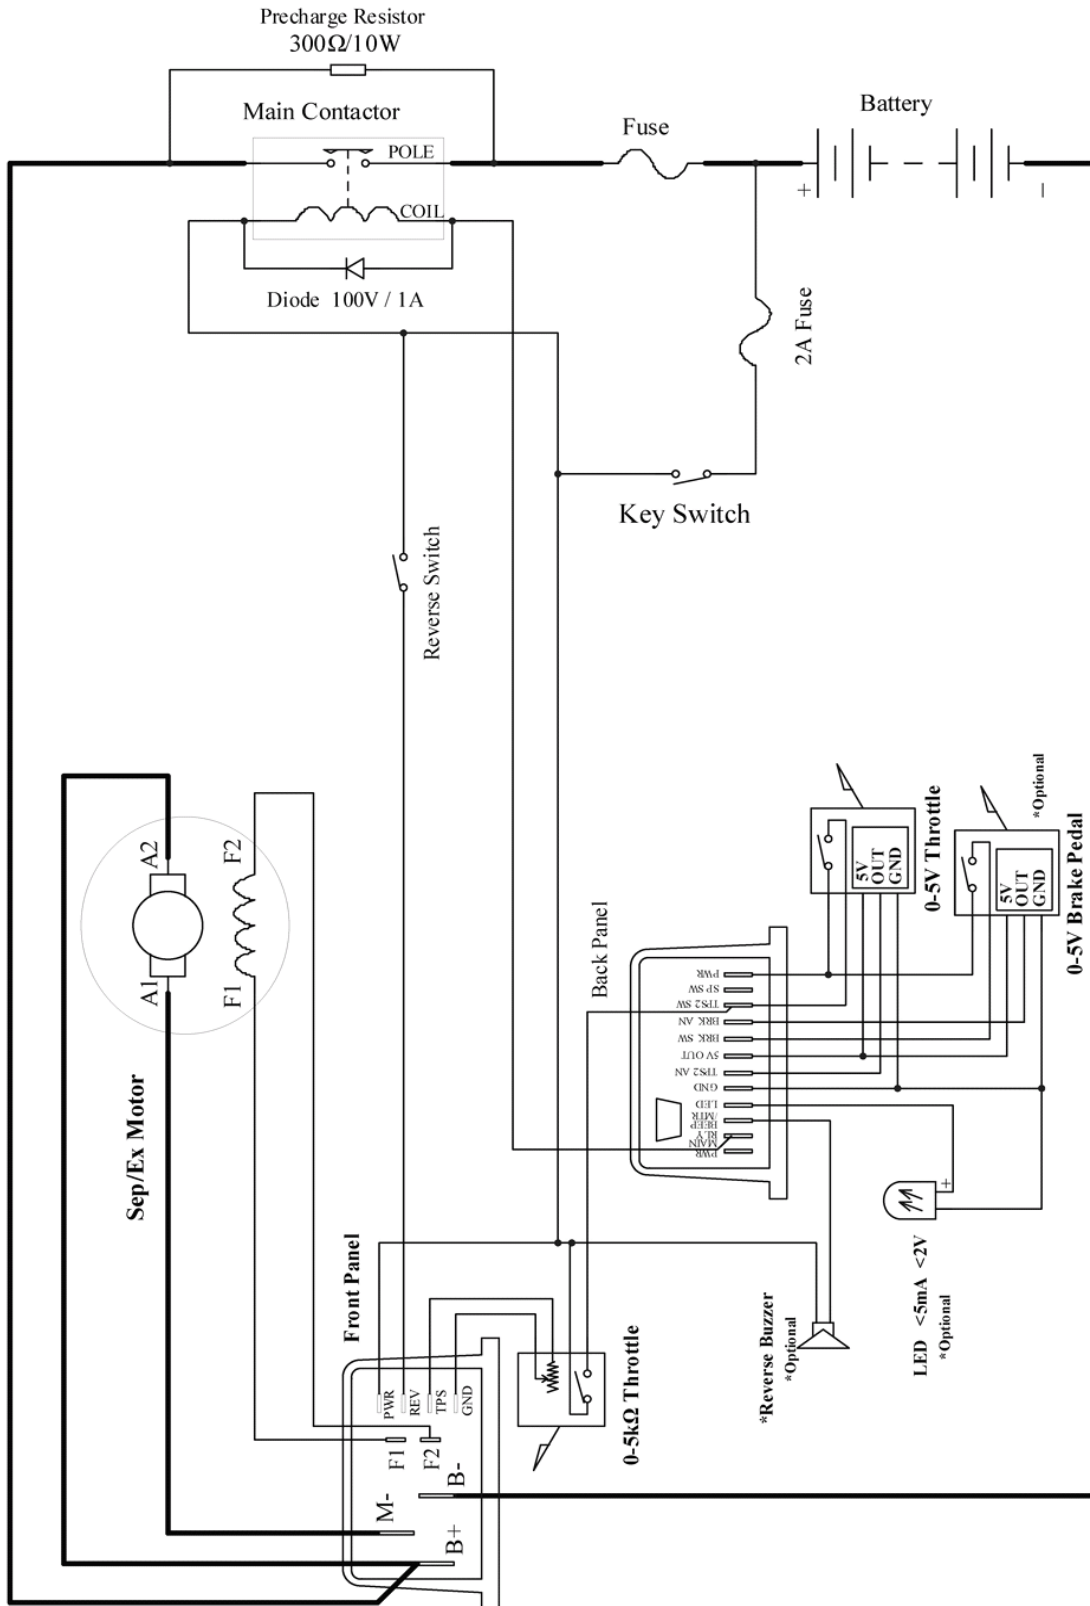 Precharge Resistor
300Ω/10W
Main Contactor
POLE
COIL
Diode 100V / 1A
Fuse
Battery
+
−
2A Fuse
Key Switch
Reverse Switch
A2
F2
A1
F1
Sep/Ex Motor
Back Panel
PWR
SP SW
TPS2 SW
BRK AN
BRK SW
5V OUT
TPS2 AN
GND
LED
/MTR
BEEP
RLY
MAIN
PWR
5V
OUT
GND
0-5V Throttle
*Optional
5V
OUT
GND
0-5V Brake Pedal
+
LED <5mA <2V
*Optional
*Reverse Buzzer
*Optional
Front Panel
PWR
REV
TPS
GND
F1
F2
M-
B-
B+
0-5kΩ Throttle